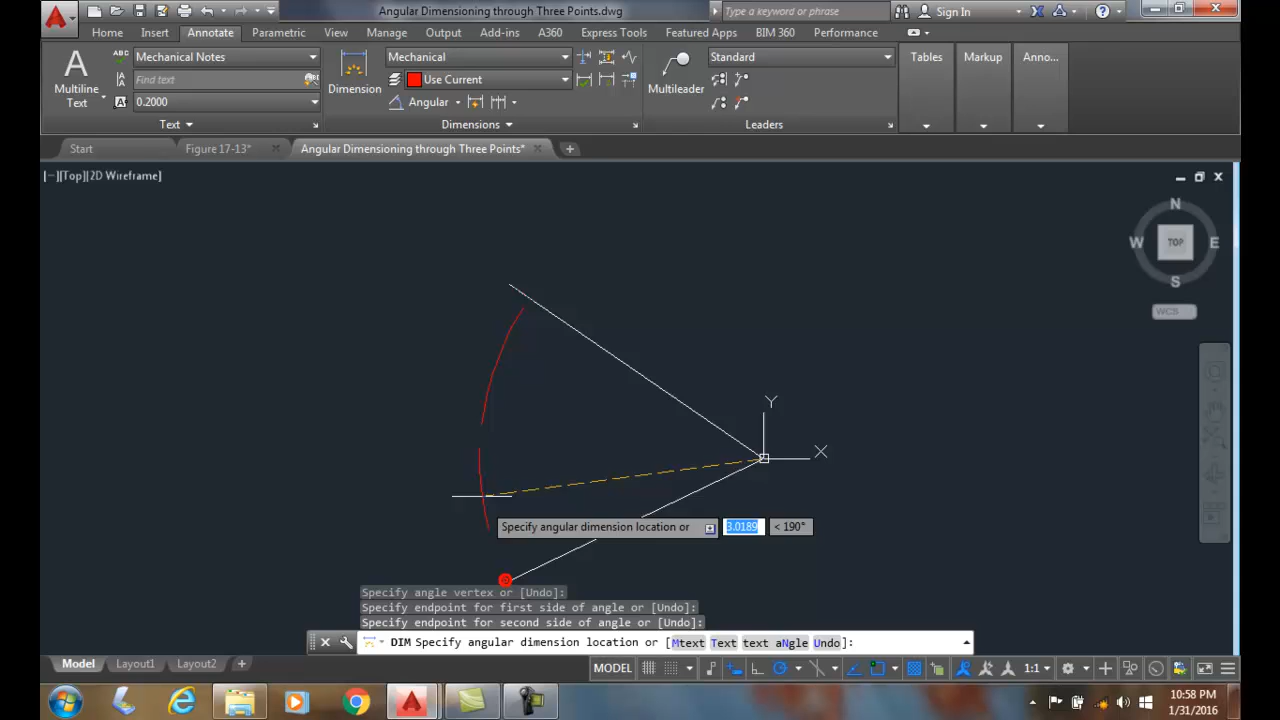 Angular Dimensioning through Three Points.dwg
Type a keyword or phrase
Sign In
Home Insert Annotate Parametric View Manage Output Add-ins A360 Express Tools Featured Apps BIM 360 Performance
A
Multiline
Text
ABC
Mechanical Notes
Find text
A
0.2000
Text
Dimension
Mechanical
Use Current
Angular
Dimensions
Multileader
Standard
Leaders
Tables
Markup
Anno...
Start
Figure 17-13*
Angular Dimensioning through Three Points*
[−][Top][2D Wireframe]
N
W
TOP
E
S
WCS
Y
X
Specify angular dimension location or
3.0189
< 190°
Specify angle vertex or [Undo]:
Specify endpoint for first side of angle or [Undo]:
Specify endpoint for second side of angle or [Undo]:
DIM Specify angular dimension location or [Mtext Text text aNgle Undo]:
Model Layout1 Layout2 +
MODEL
1:1
10:58 PM
1/31/2016